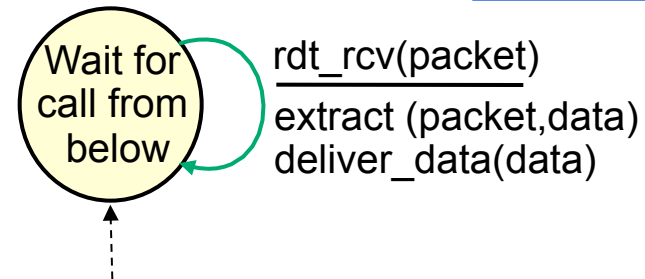 Wait for
call from
below
rdt_rcv(packet)
extract (packet,data)
deliver_data(data)